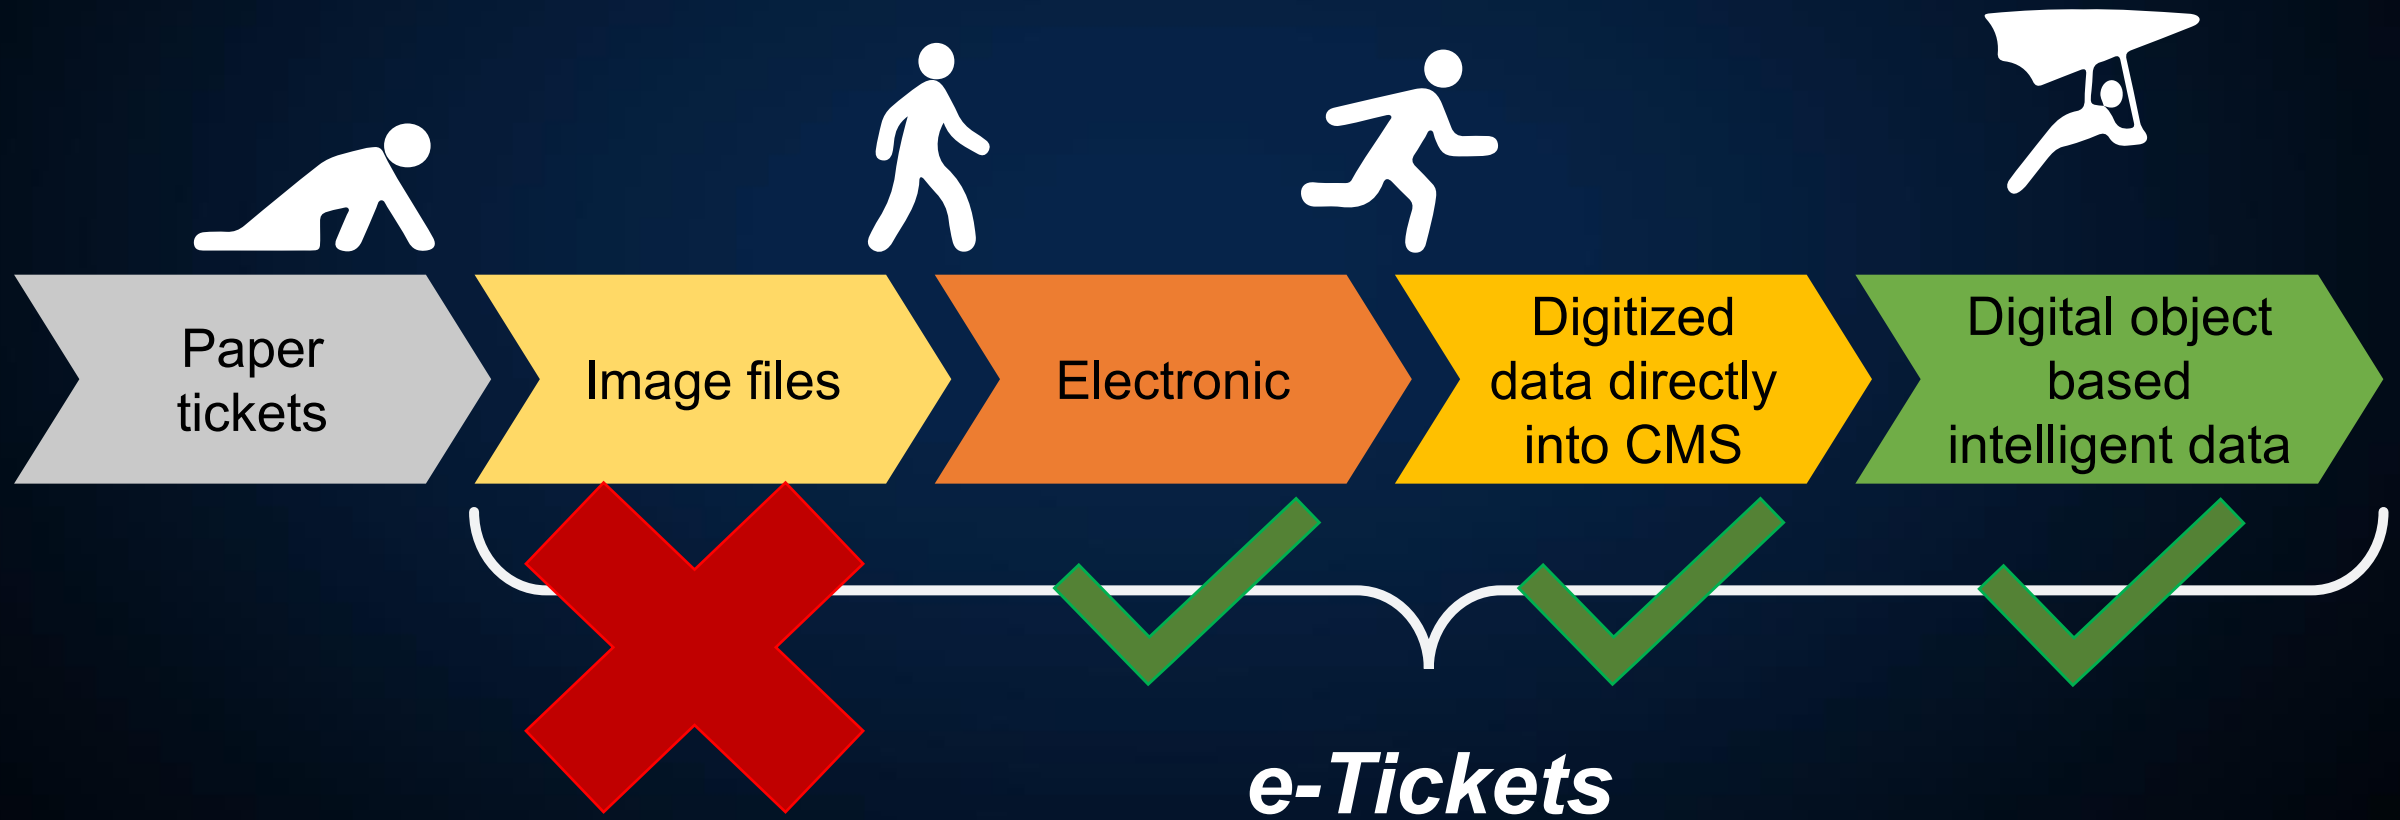 Paper
tickets
Image files
Electronic
Digitized
data directly
into CMS
Digital object
based
intelligent data
e-Tickets